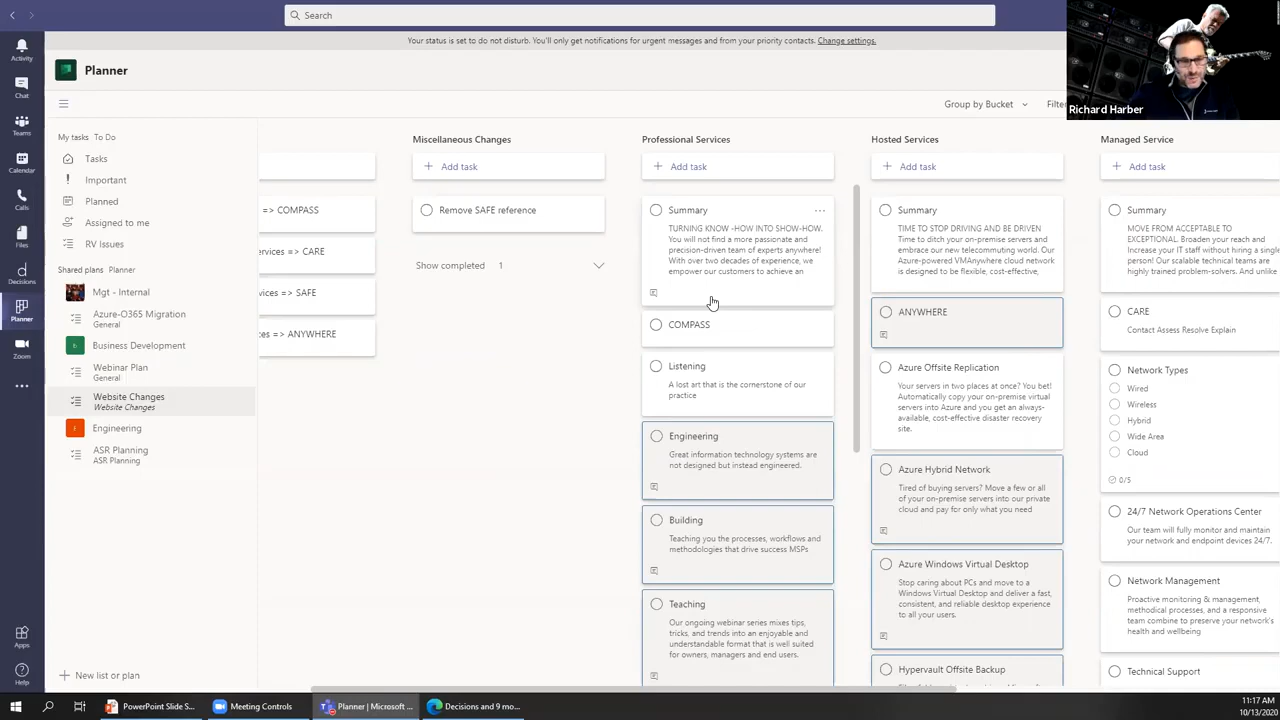 Search
Your status is set to do not disturb. You'll only get notifications for urgent messages and from your priority contacts. Change settings.
Richard Harber
Activity
Chat
Teams
Calendar
Calls
Files
Decisions
Planner
Zoom
Apps
Help
Planner
Group by Bucket
Filter
My tasks To Do
Tasks
Important
Planned
Assigned to me
RV Issues
Shared plans Planner
Mgt - Internal
Azure-O365 Migration
General
Business Development
Webinar Plan
General
Website Changes
Website Changes
Engineering
ASR Planning
ASR Planning
New list or plan
=> COMPASS
ervices => CARE
vices => SAFE
ces => ANYWHERE
Miscellaneous Changes
Add task
Remove SAFE reference
Show completed 1
Professional Services
Add task
Summary
TURNING KNOW -HOW INTO SHOW-HOW.
You will not find a more passionate and
precision-driven team of experts anywhere!
With over two decades of experience, we
empower our customers to achieve an
COMPASS
Listening
A lost art that is the cornerstone of our
practice
Engineering
Great information technology systems are
not designed but instead engineered.
Building
Teaching you the processes, workflows and
methodologies that drive success MSPs
Teaching
Our ongoing webinar series mixes tips,
tricks, and trends into an enjoyable and
understandable format that is well suited
for owners, managers and end users.
Hosted Services
Add task
Summary
TIME TO STOP DRIVING AND BE DRIVEN
Time to ditch your on-premise servers and
embrace our new telecommuting world. Our
Azure-powered VMAnywhere cloud network
is designed to be flexible, cost-effective,
ANYWHERE
Azure Offsite Replication
Your servers in two places at once? You bet!
Automatically copy your on-premise virtual
servers into Azure and you get an always-
available, cost-effective disaster recovery
site.
Azure Hybrid Network
Tired of buying servers? Move a few or all
of your on-premise servers into our private
cloud and pay for only what you need
Azure Windows Virtual Desktop
Stop caring about PCs and move to a
Windows Virtual Desktop and deliver a fast,
consistent, and reliable desktop experience
to all your users.
Hypervault Offsite Backup
Managed Service
Add task
Summary
MOVE FROM ACCEPTABLE TO
EXCEPTIONAL. Broaden your reach and
Increase your IT staff without hiring a single
person! Our scalable technical teams are
highly trained problem-solvers. And unlike
CARE
Contact Assess Resolve Explain
Network Types
Wired
Wireless
Hybrid
Wide Area
Cloud
0/5
24/7 Network Operations Center
Our team will fully monitor and maintain
your network and endpoint devices 24/7.
Network Management
Proactive monitoring & management,
methodical processes, and a responsive
team combine to preserve your network's
health and wellbeing
Technical Support
PowerPoint Slide S...
Meeting Controls
Planner | Microsoft ...
Decisions and 9 mo...
11:17 AM
10/13/2020